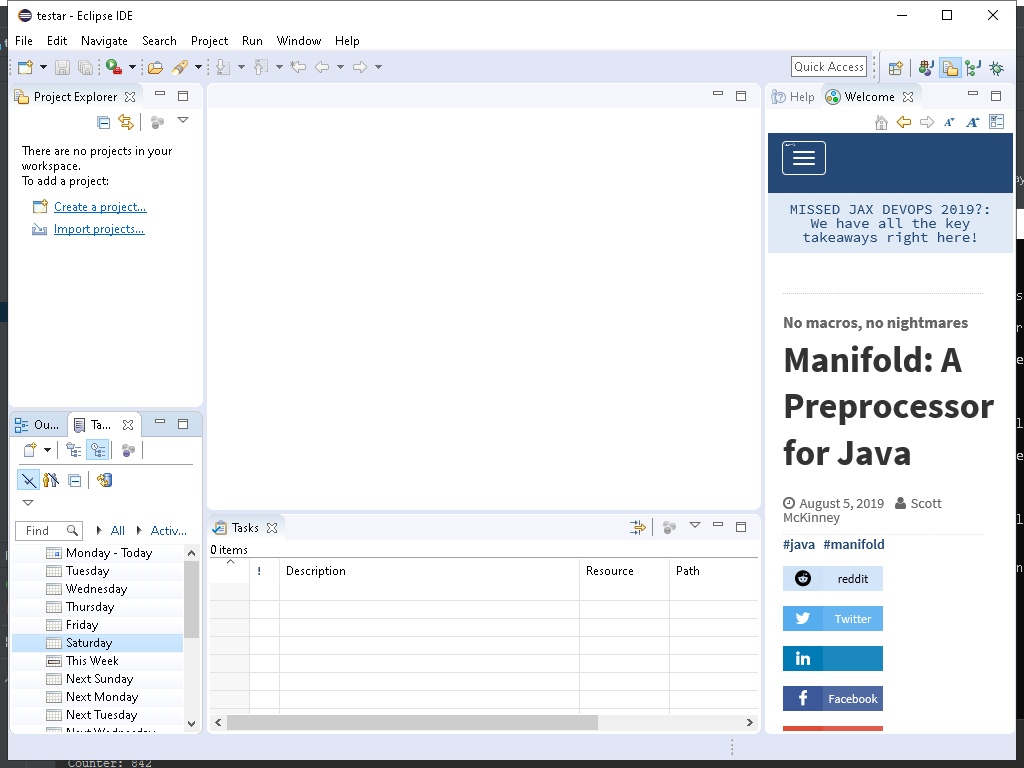 testar - Eclipse IDE
File Edit Navigate Search Project Run Window Help
Quick Access
Project Explorer
There are no projects in your
workspace.
To add a project:
Create a project...
Import projects...
Help Welcome
MISSED JAX DEVOPS 2019?:
We have all the key
takeaways right here!
No macros, no nightmares
Manifold: A
Preprocessor
for Java
August 5, 2019 Scott
McKinney
#java #manifold
reddit
Twitter
in
Facebook
Ou... Ta...
Find All Activ...
Monday - Today
Tuesday
Wednesday
Thursday
Friday
Saturday
This Week
Next Sunday
Next Monday
Next Tuesday
Next Wednesday
Tasks
0 items
! Description Resource Path
Counter: 842